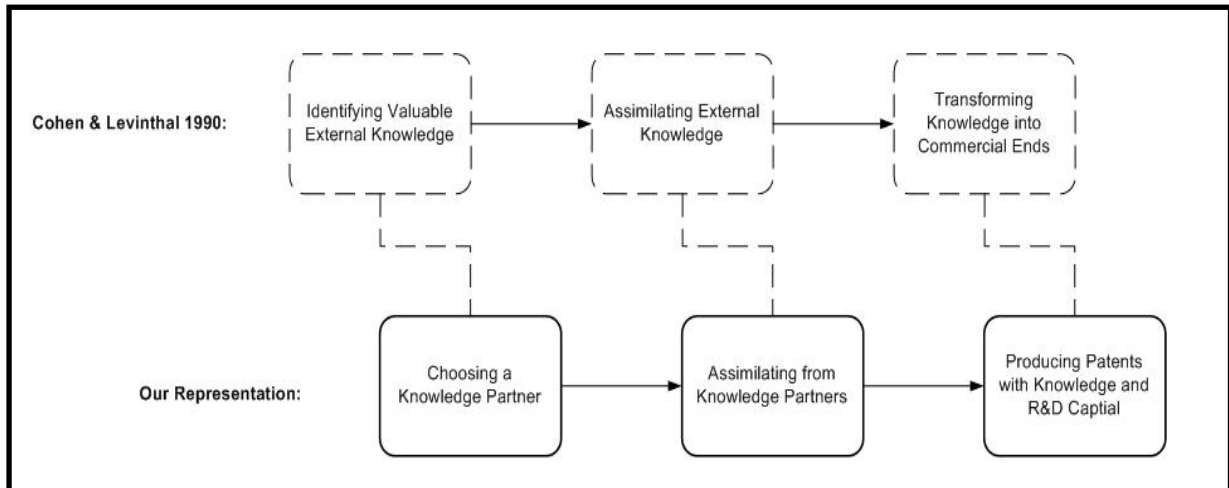 Cohen & Levinthal 1990:
Identifying Valuable
External Knowledge
Assimilating External
Knowledge
Transforming
Knowledge into
Commercial Ends
Our Representation:
Choosing a
Knowledge Partner
Assimilating from
Knowledge Partners
Producing Patents
with Knowledge and
R&D Captial